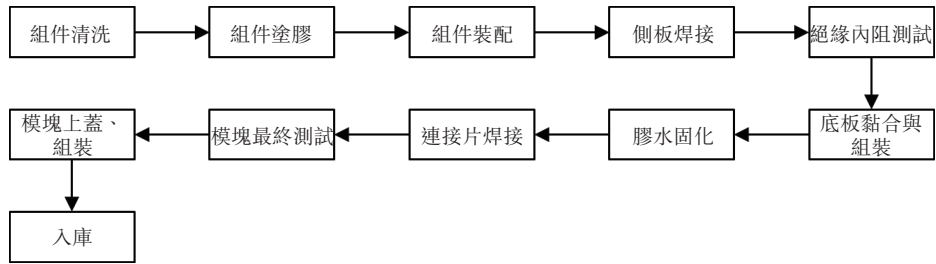 組件清洗
組件塗膠
組件裝配
側板焊接
絕緣內阻測試
底板黏合與
組裝
膠水固化
連接片焊接
模塊最終測試
模塊上蓋、
組裝
入庫